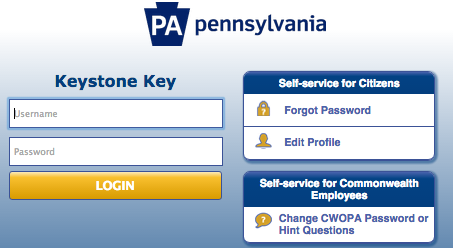 PA pennsylvania
Keystone Key
Username
Password
LOGIN
Self-service for Citizens
Forgot Password
Edit Profile
Self-service for Commonwealth
Employees
Change CWOPA Password or
Hint Questions